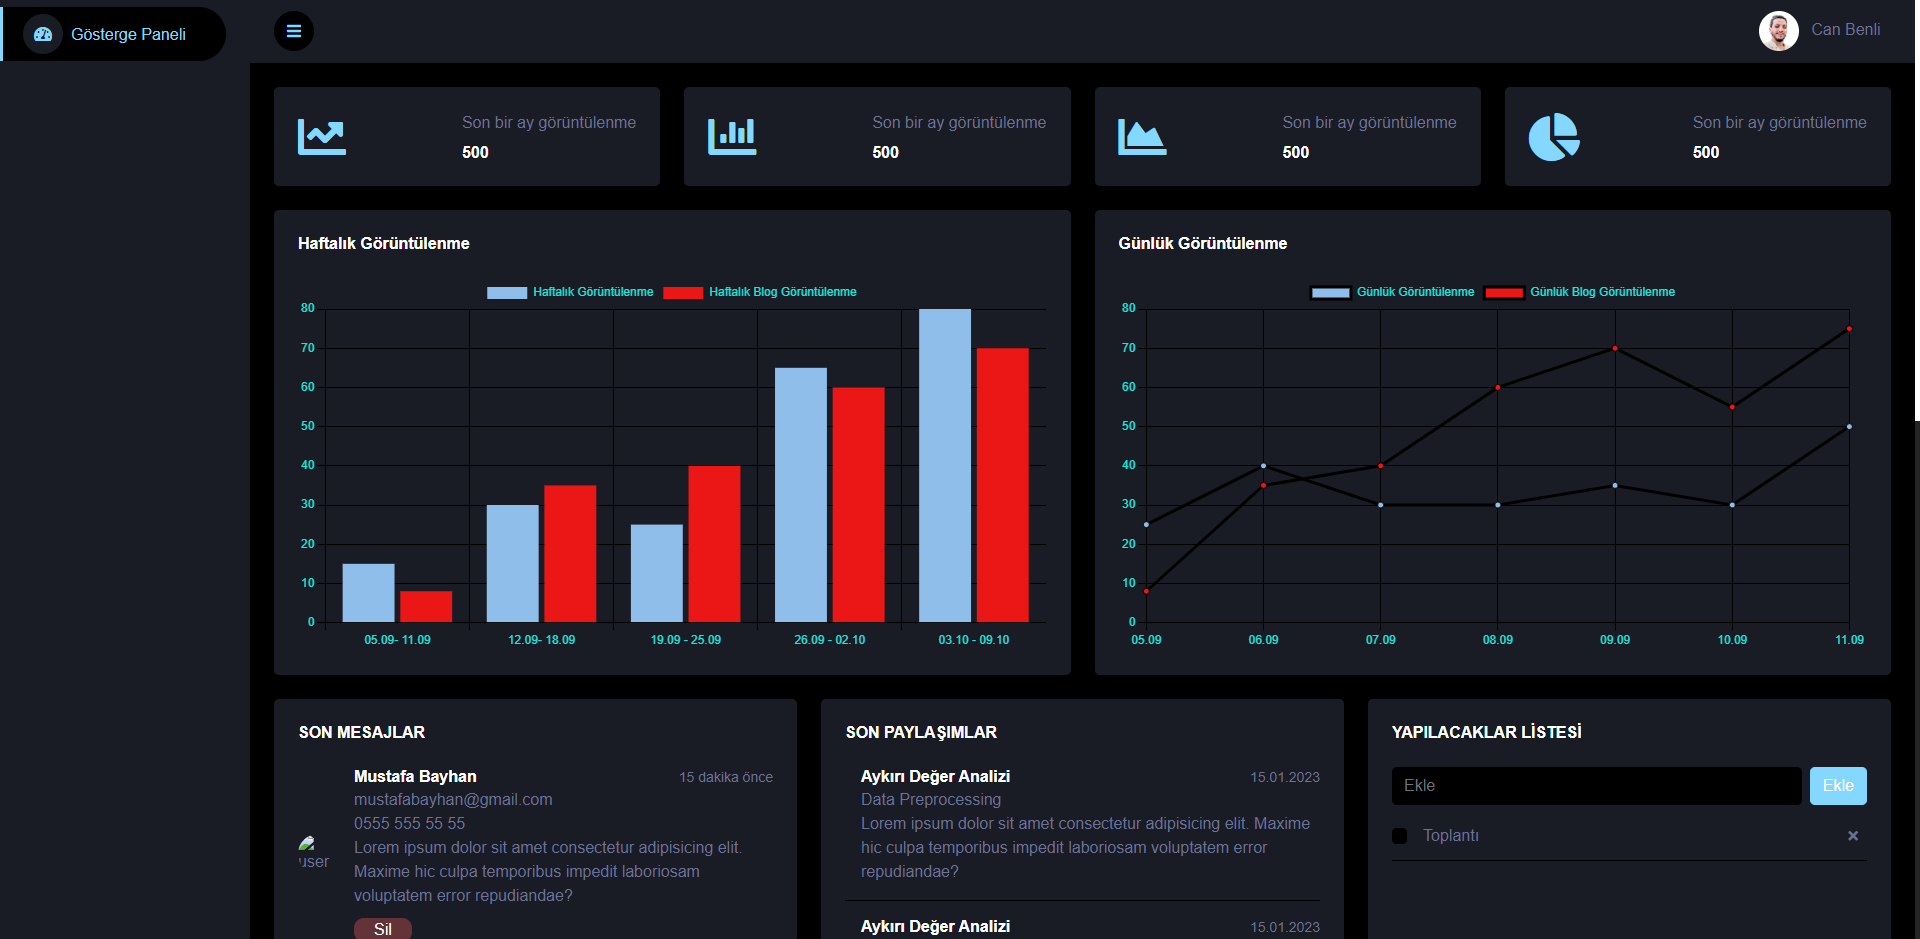 Gösterge Paneli
Can Benli
Son bir ay görüntülenme
500
Son bir ay görüntülenme
500
Son bir ay görüntülenme
500
Son bir ay görüntülenme
500
Haftalık Görüntülenme
Haftalık Görüntülenme
Haftalık Blog Görüntülenme
80
70
60
50
40
30
20
10
0
05.09- 11.09
12.09- 18.09
19.09 - 25.09
26.09 - 02.10
03.10 - 09.10
Günlük Görüntülenme
Günlük Görüntülenme
Günlük Blog Görüntülenme
80
70
60
50
40
30
20
10
0
05.09
06.09
07.09
08.09
09.09
10.09
11.09
SON MESAJLAR
Mustafa Bayhan
15 dakika önce
mustafabayhan@gmail.com
0555 555 55 55
user
Lorem ipsum dolor sit amet consectetur adipisicing elit.
Maxime hic culpa temporibus impedit laboriosam
voluptatem error repudiandae?
Sil
SON PAYLAŞIMLAR
Aykırı Değer Analizi
15.01.2023
Data Preprocessing
Lorem ipsum dolor sit amet consectetur adipisicing elit. Maxime
hic culpa temporibus impedit laboriosam voluptatem error
repudiandae?
Aykırı Değer Analizi
15.01.2023
YAPILACAKLAR LİSTESİ
Ekle
Ekle
Toplantı